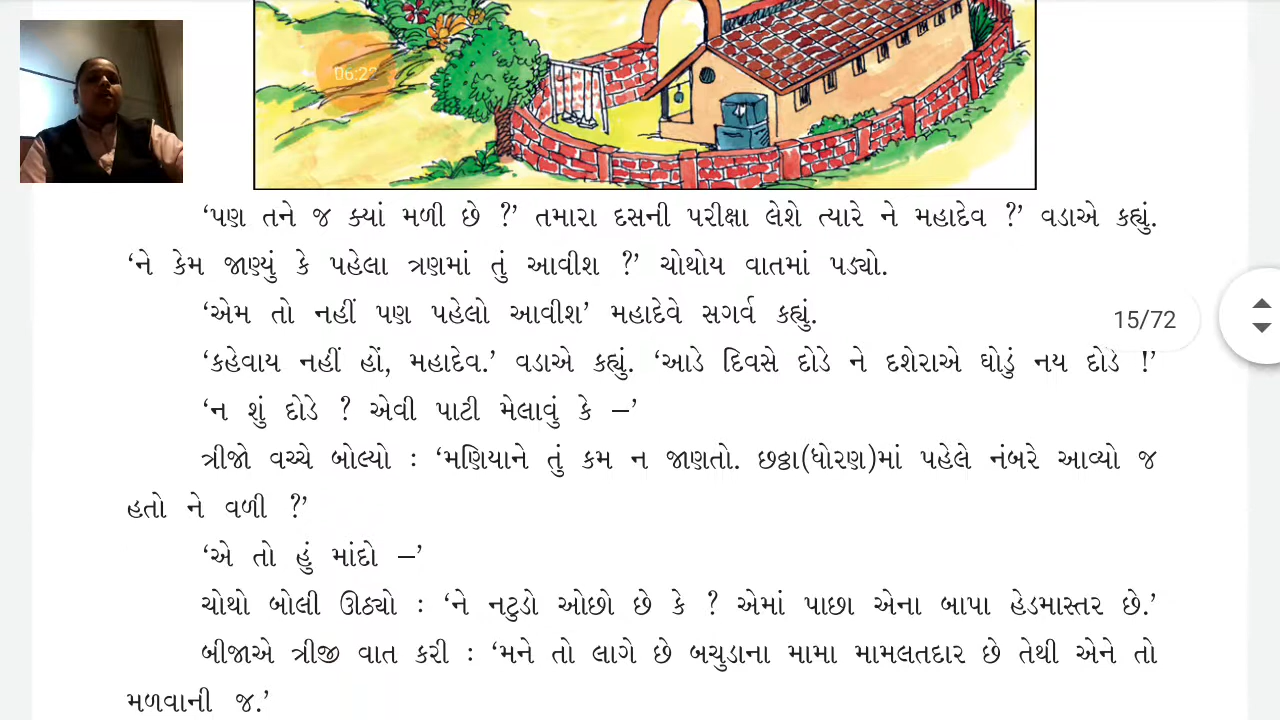 06:22
‘પણ તને જ ક્યાં મળી છે ?’ તમારા દસની પરીક્ષા લેશે ત્યારે ને મહાદેવ ?’ વડાએ કહ્યું.
‘ને કેમ જાણ્યું કે પહેલા ત્રણમાં તું આવીશ ?’ ચોથોય વાતમાં પડ્યો.
‘એમ તો નહીં પણ પહેલો આવીશ’ મહાદેવે સગર્વ કહ્યું.
15/72
‘કહેવાય નહીં હોં, મહાદેવ.’ વડાએ કહ્યું. ‘આડે દિવસે દોડે ને દશેરાએ ઘોડું નય દોડે !’
‘ન શું દોડે ? એવી પાટી મેલાવું કે –’
ત્રીજો વચ્ચે બોલ્યો : ‘મણિયાને તું કમ ન જાણતો. છઠ્ઠા(ધોરણ)માં પહેલે નંબરે આવ્યો જ
હતો ને વળી ?’
‘એ તો હું માંદો –’
ચોથો બોલી ઊઠ્યો : ‘ને નટુડો ઓછો છે કે ? એમાં પાછા એના બાપા હેડમાસ્તર છે.’
બીજાએ ત્રીજી વાત કરી : ‘મને તો લાગે છે બચુડાના મામા મામલતદાર છે તેથી એને તો
મળવાની જ.’